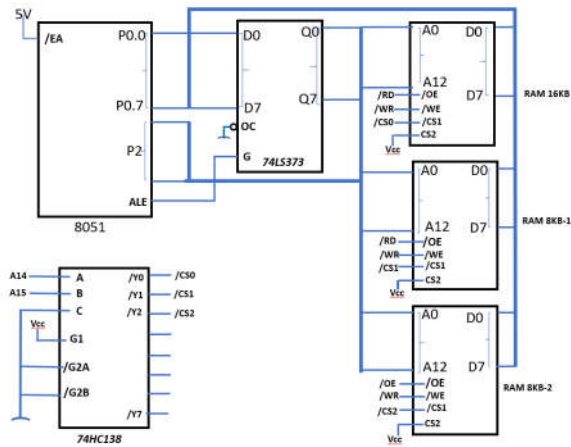 5V
/EA
P0.0
P0.7
P2
ALE
8051
D0
Q0
D7
Q7
OC
G
74LS373
A0
D0
A12
D7
/RD
/OE
/WR
/WE
/CS0
/CS1
CS2
Vcc
RAM 16KB
A0
D0
A12
D7
/RD
/OE
/WR
/WE
/CS1
/CS1
CS2
Vcc
RAM 8KB-1
A0
D0
A12
D7
/OE
/OE
/WR
/WE
/CS2
/CS1
CS2
Vcc
RAM 8KB-2
A14
A
/Y0
/CS0
A15
B
/Y1
/CS1
C
/Y2
/CS2
Vcc
G1
/G2A
/G2B
/Y7
74HC138